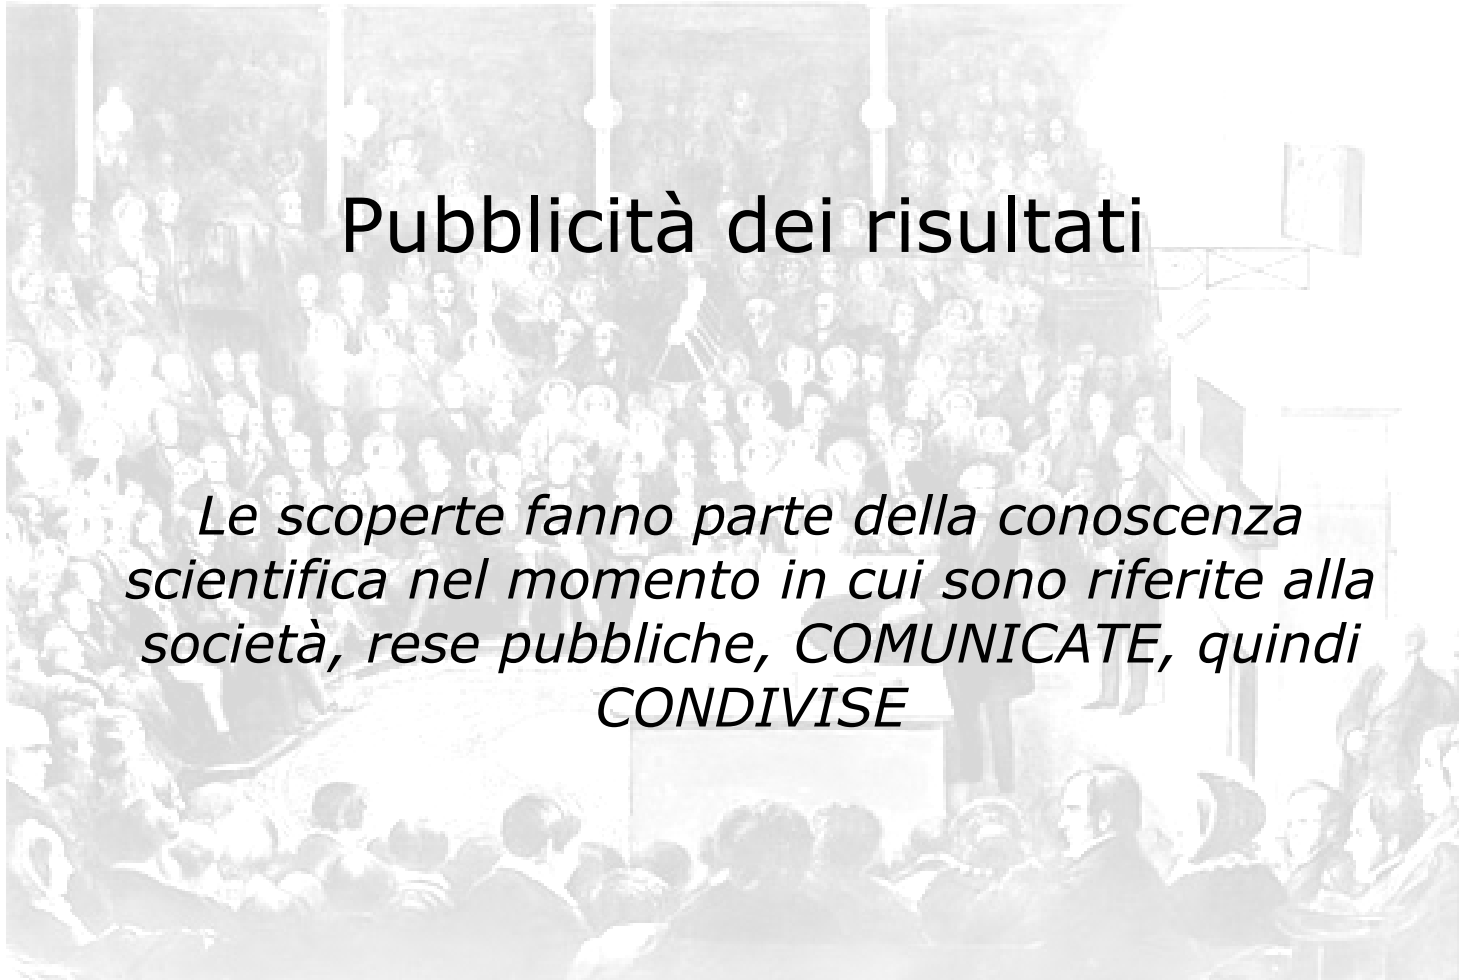 Pubblicità dei risultati
Le scoperte fanno parte della conoscenza
scientifica nel momento in cui sono riferite alla
società, rese pubbliche, COMUNICATE, quindi
CONDIVISE